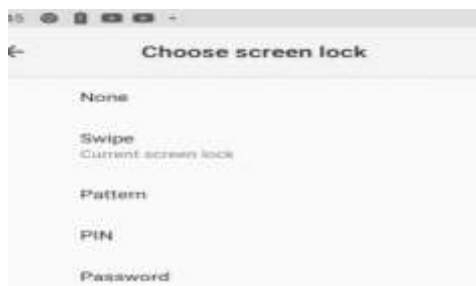 Choose screen lock
None
Swipe
Current screen lock
Pattern
PIN
Password